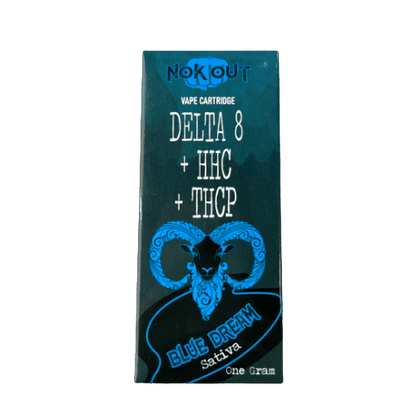 NOK OUT
VAPE CARTRIDGE
DELTA 8
+ HHC
+ THCP
BLUE DREAM
Sativa
One Gram